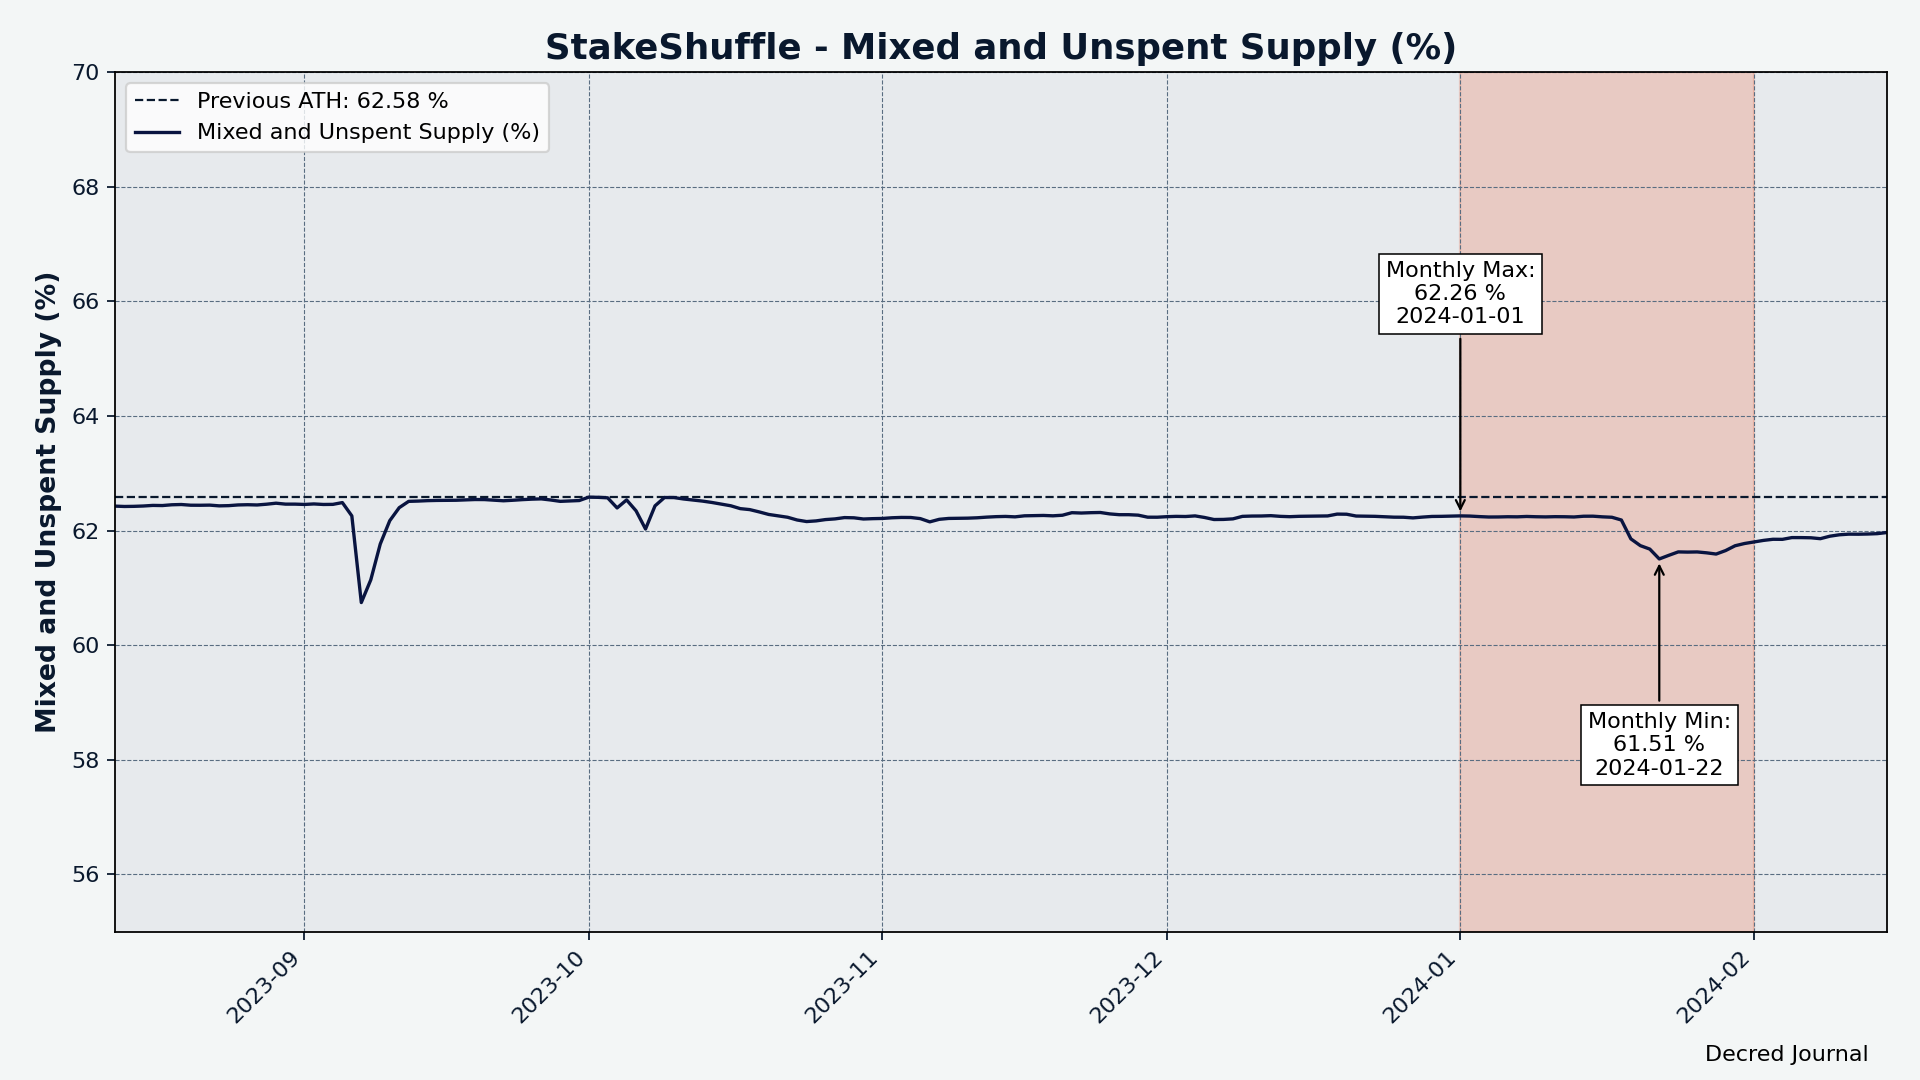 StakeShuffle - Mixed and Unspent Supply (%)
Previous ATH: 62.58 %
Mixed and Unspent Supply (%)
Mixed and Unspent Supply (%)
70
68
66
64
62
60
58
56
Monthly Max:
62.26 %
2024-01-01
Monthly Min:
61.51 %
2024-01-22
2023-09
2023-10
2023-11
2023-12
2024-01
2024-02
Decred Journal